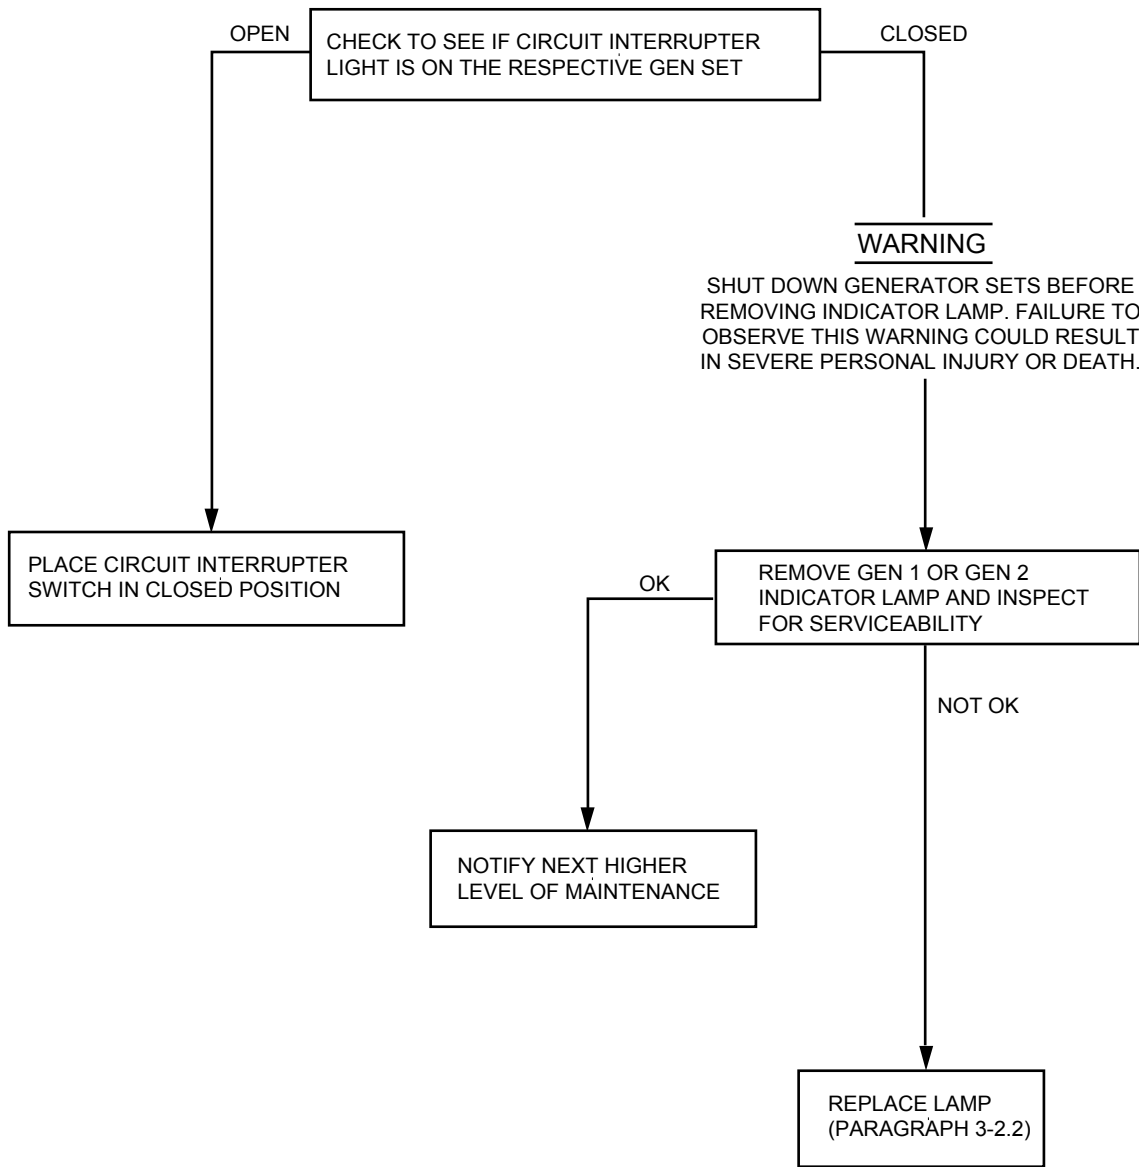 OPEN
CHECK TO SEE IF CIRCUIT INTERRUPTER
LIGHT IS ON THE RESPECTIVE GEN SET
CLOSED
WARNING
SHUT DOWN GENERATOR SETS BEFORE
REMOVING INDICATOR LAMP. FAILURE TO
OBSERVE THIS WARNING COULD RESULT
IN SEVERE PERSONAL INJURY OR DEATH.
PLACE CIRCUIT INTERRUPTER
SWITCH IN CLOSED POSITION
OK
REMOVE GEN 1 OR GEN 2
INDICATOR LAMP AND INSPECT
FOR SERVICEABILITY
NOT OK
NOTIFY NEXT HIGHER
LEVEL OF MAINTENANCE
REPLACE LAMP
(PARAGRAPH 3-2.2)